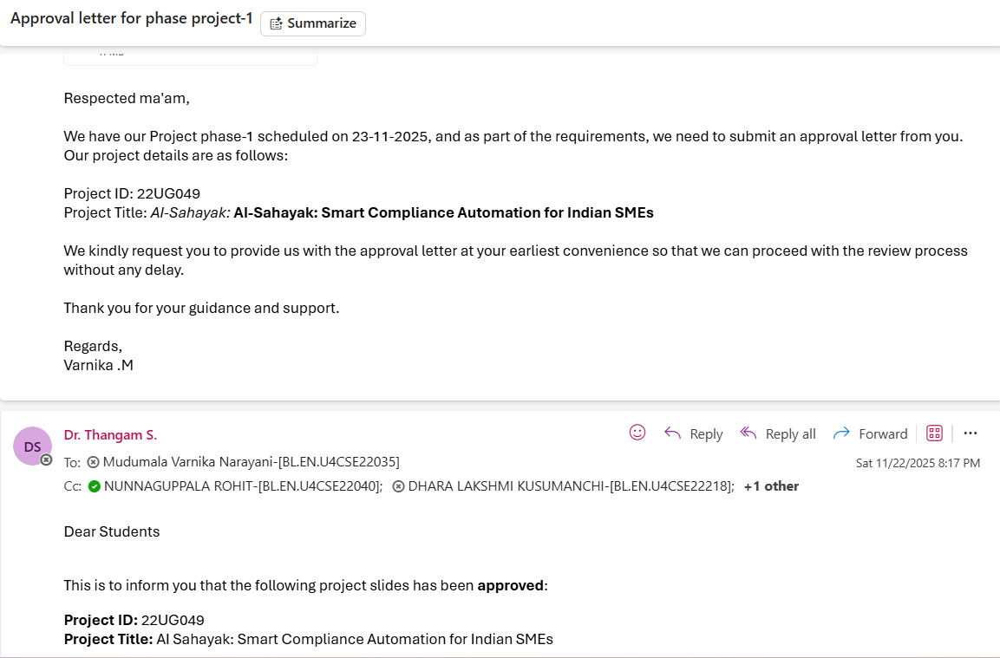 Approval letter for phase project-1 Summarize
Respected ma'am,
We have our Project phase-1 scheduled on 23-11-2025, and as part of the requirements, we need to submit an approval letter from you.
Our project details are as follows:
Project ID: 22UG049
Project Title: AI-Sahayak: AI-Sahayak: Smart Compliance Automation for Indian SMEs
We kindly request you to provide us with the approval letter at your earliest convenience so that we can proceed with the review process
without any delay.
Thank you for your guidance and support.
Regards,
Varnika .M
DS
Dr. Thangam S.
Reply Reply all Forward
To: Mudumala Varnika Narayani-[BL.EN.U4CSE22035]
Sat 11/22/2025 8:17 PM
Cc: NUNNAGUPPALA ROHIT-[BL.EN.U4CSE22040]; DHARA LAKSHMI KUSUMANCHI-[BL.EN.U4CSE22218]; +1 other
Dear Students
This is to inform you that the following project slides has been approved:
Project ID: 22UG049
Project Title: AI Sahayak: Smart Compliance Automation for Indian SMEs